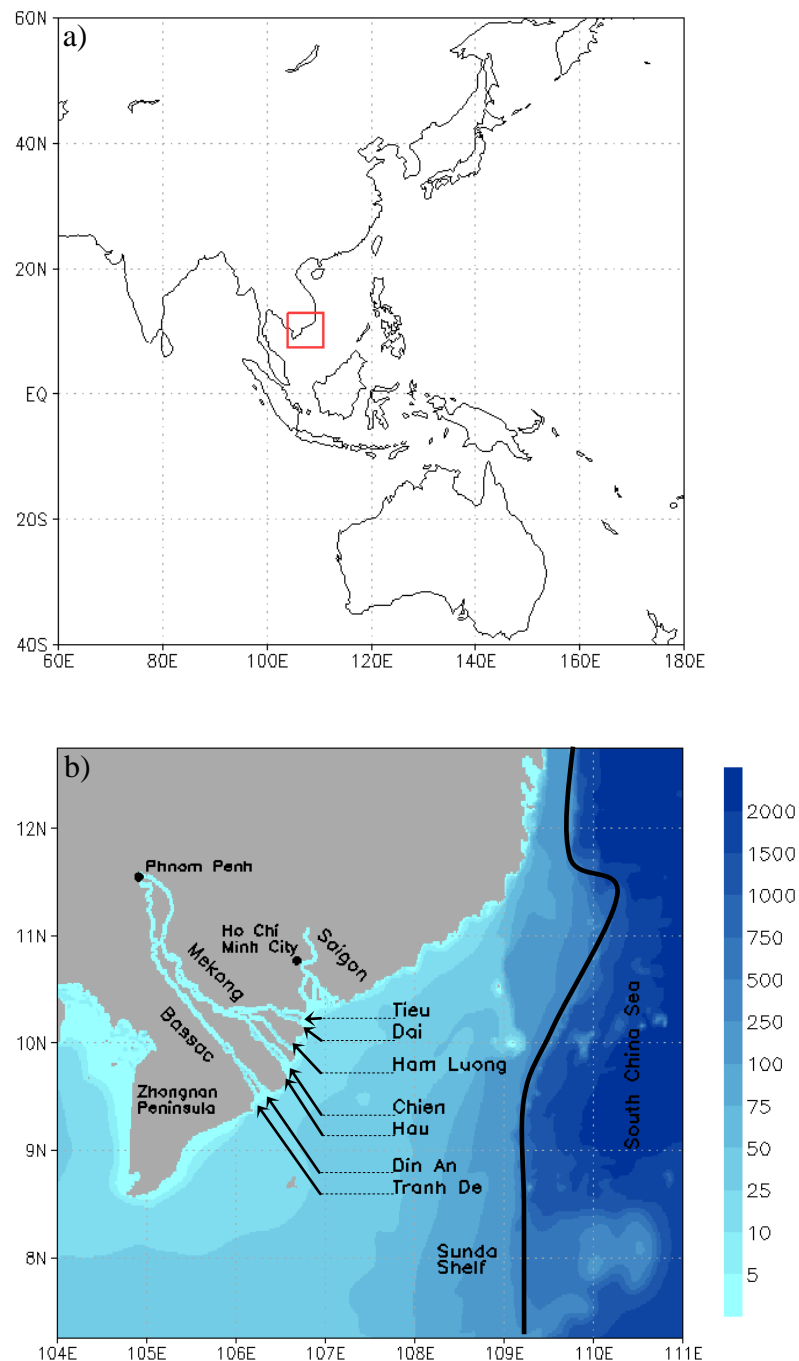 a)
60N
40N
20N
EQ
20S
40S
60E
80E
100E
120E
140E
160E
180E
b)
12N
11N
10N
9N
8N
104E
105E
106E
107E
108E
109E
110E
111E
Phnom Penh
Ho Chí
Minh City
Saigon
Mekong
Bassac
Zhongnan
Peninsula
Tieu
Dai
Ham Luong
Chien
Hau
Din An
Tranh De
Sunda
Shelf
South China Sea
2000
1500
1000
750
500
250
100
75
50
25
10
5